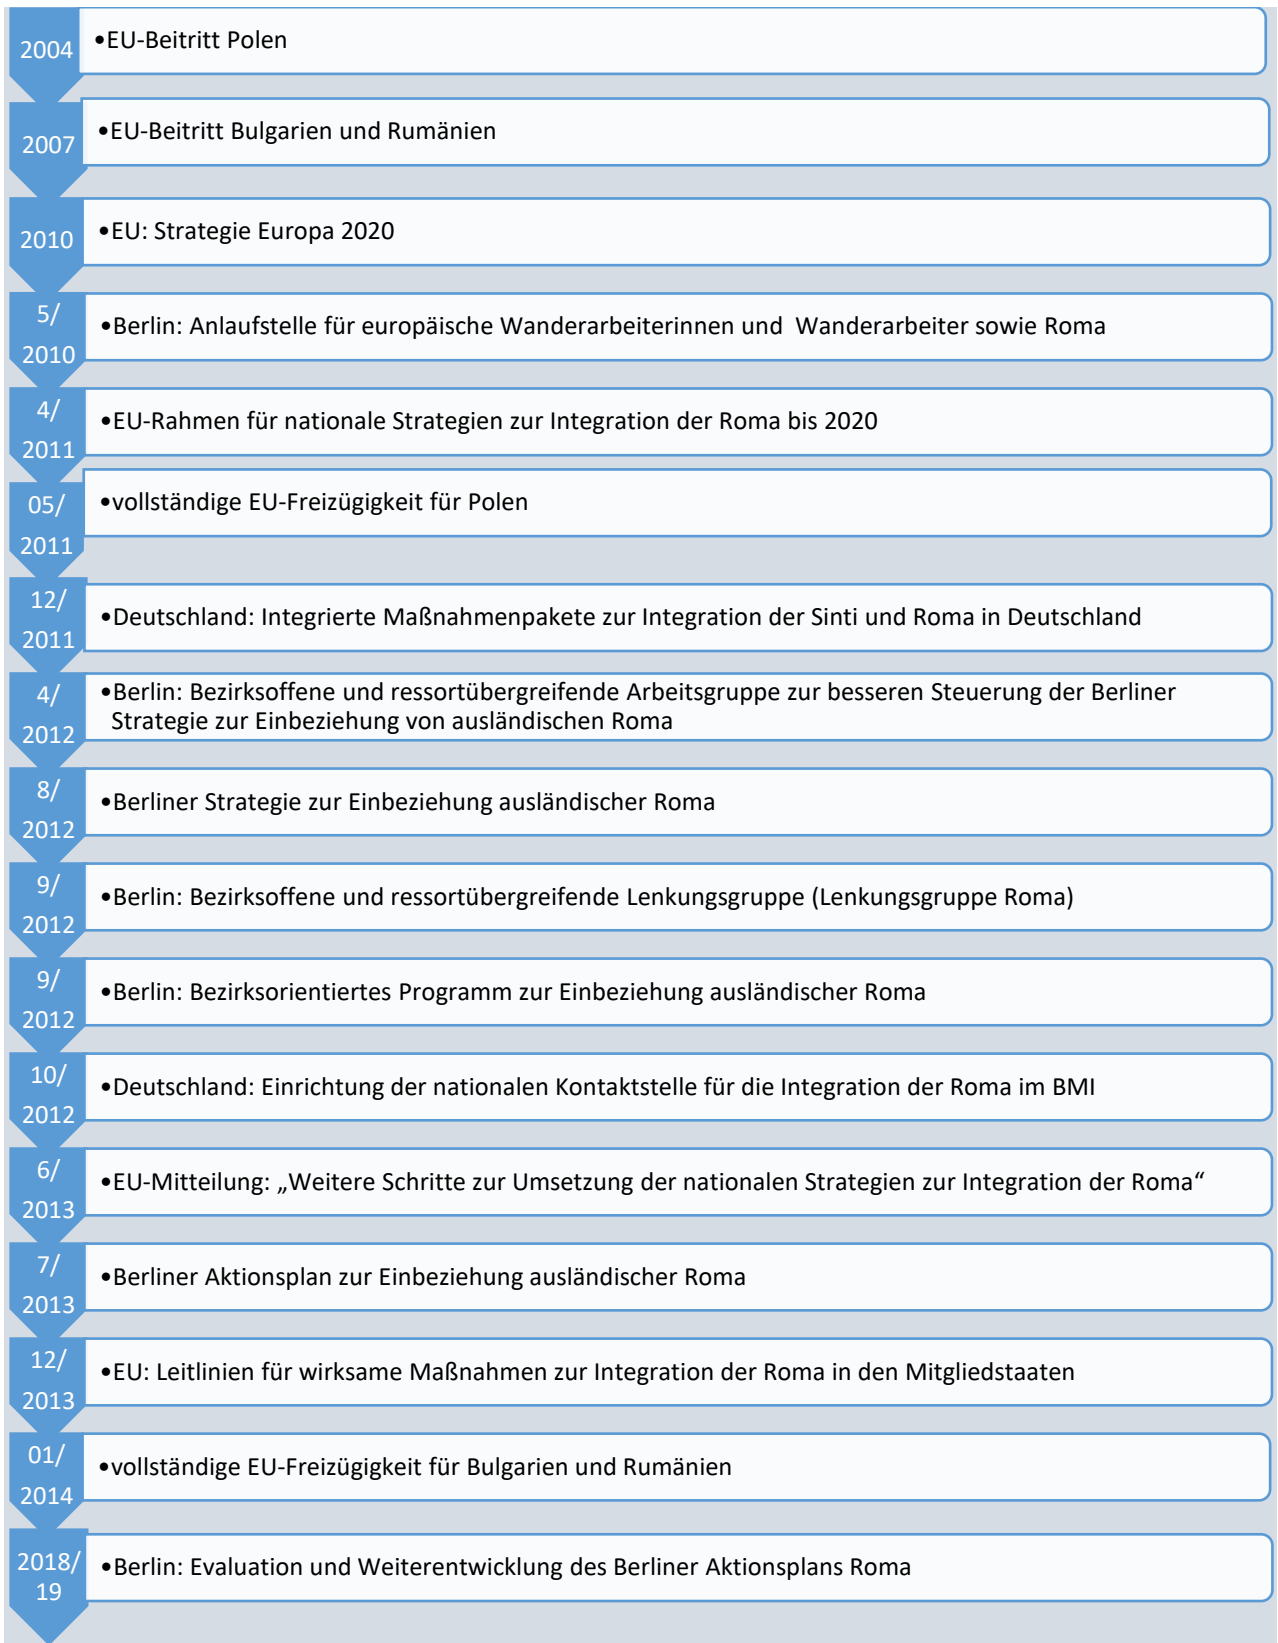 2004
•EU-Beitritt Polen
2007
•EU-Beitritt Bulgarien und Rumänien
2010
•EU: Strategie Europa 2020
5/
2010
•Berlin: Anlaufstelle für europäische Wanderarbeiterinnen und  Wanderarbeiter sowie Roma
4/
2011
•EU-Rahmen für nationale Strategien zur Integration der Roma bis 2020
05/
2011
•vollständige EU-Freizügigkeit für Polen
12/
2011
•Deutschland: Integrierte Maßnahmenpakete zur Integration der Sinti und Roma in Deutschland
4/
2012
•Berlin: Bezirksoffene und ressortübergreifende Arbeitsgruppe zur besseren Steuerung der Berliner
Strategie zur Einbeziehung von ausländischen Roma
8/
2012
•Berliner Strategie zur Einbeziehung ausländischer Roma
9/
2012
•Berlin: Bezirksoffene und ressortübergreifende Lenkungsgruppe (Lenkungsgruppe Roma)
9/
2012
•Berlin: Bezirksorientiertes Programm zur Einbeziehung ausländischer Roma
10/
2012
•Deutschland: Einrichtung der nationalen Kontaktstelle für die Integration der Roma im BMI
6/
2013
•EU-Mitteilung: „Weitere Schritte zur Umsetzung der nationalen Strategien zur Integration der Roma“
7/
2013
•Berliner Aktionsplan zur Einbeziehung ausländischer Roma
12/
2013
•EU: Leitlinien für wirksame Maßnahmen zur Integration der Roma in den Mitgliedstaaten
01/
2014
•vollständige EU-Freizügigkeit für Bulgarien und Rumänien
2018/
19
•Berlin: Evaluation und Weiterentwicklung des Berliner Aktionsplans Roma